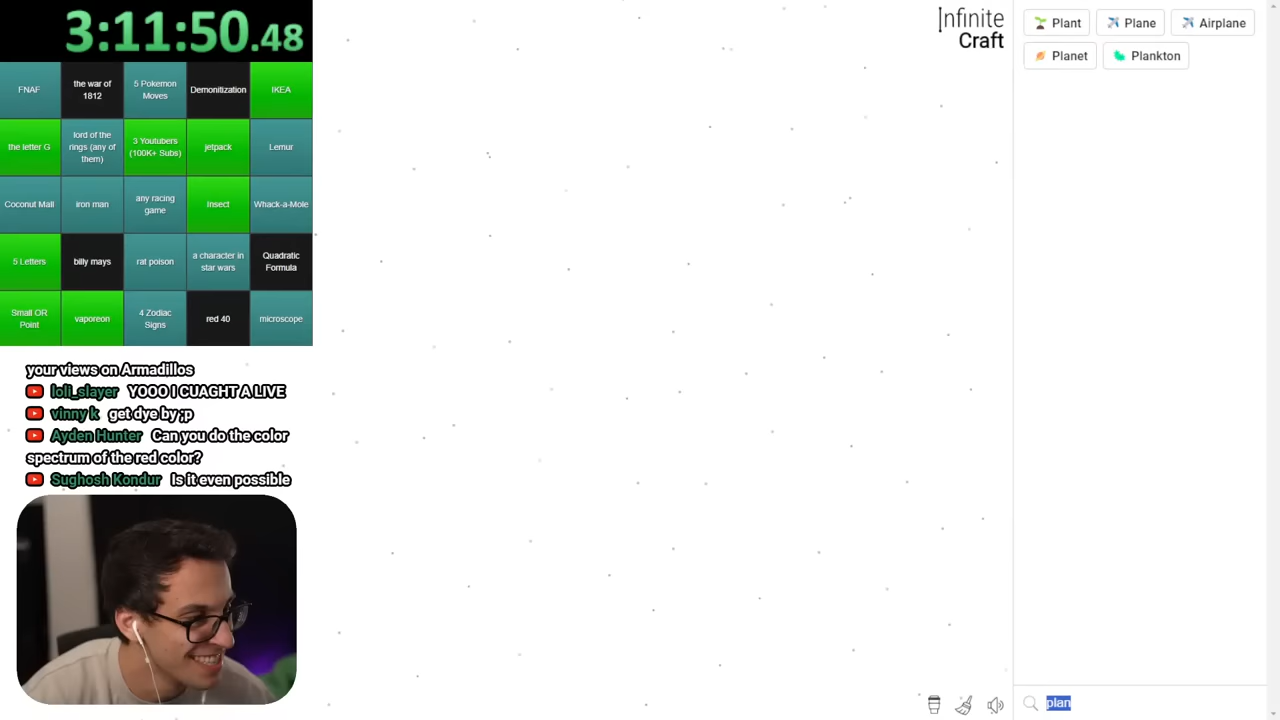 3:11:50.48
FNAF
the war of
1812
5 Pokemon
Moves
Demonitization
IKEA
the letter G
lord of the
rings (any of
them)
3 Youtubers
(100K+ Subs)
jetpack
Lemur
Coconut Mall
iron man
any racing
game
Insect
Whack-a-Mole
5 Letters
billy mays
rat poison
a character in
star wars
Quadratic
Formula
Small OR
Point
vaporeon
4 Zodiac
Signs
red 40
microscope
your views on Armadillos
loli_slayer YOOO I CUAGHT A LIVE
vinny k get dye by ;p
Ayden Hunter Can you do the color
spectrum of the red color?
Sughosh Kondur Is it even possible
Infinite
Craft
Plant
Plane
Airplane
Planet
Plankton
plan